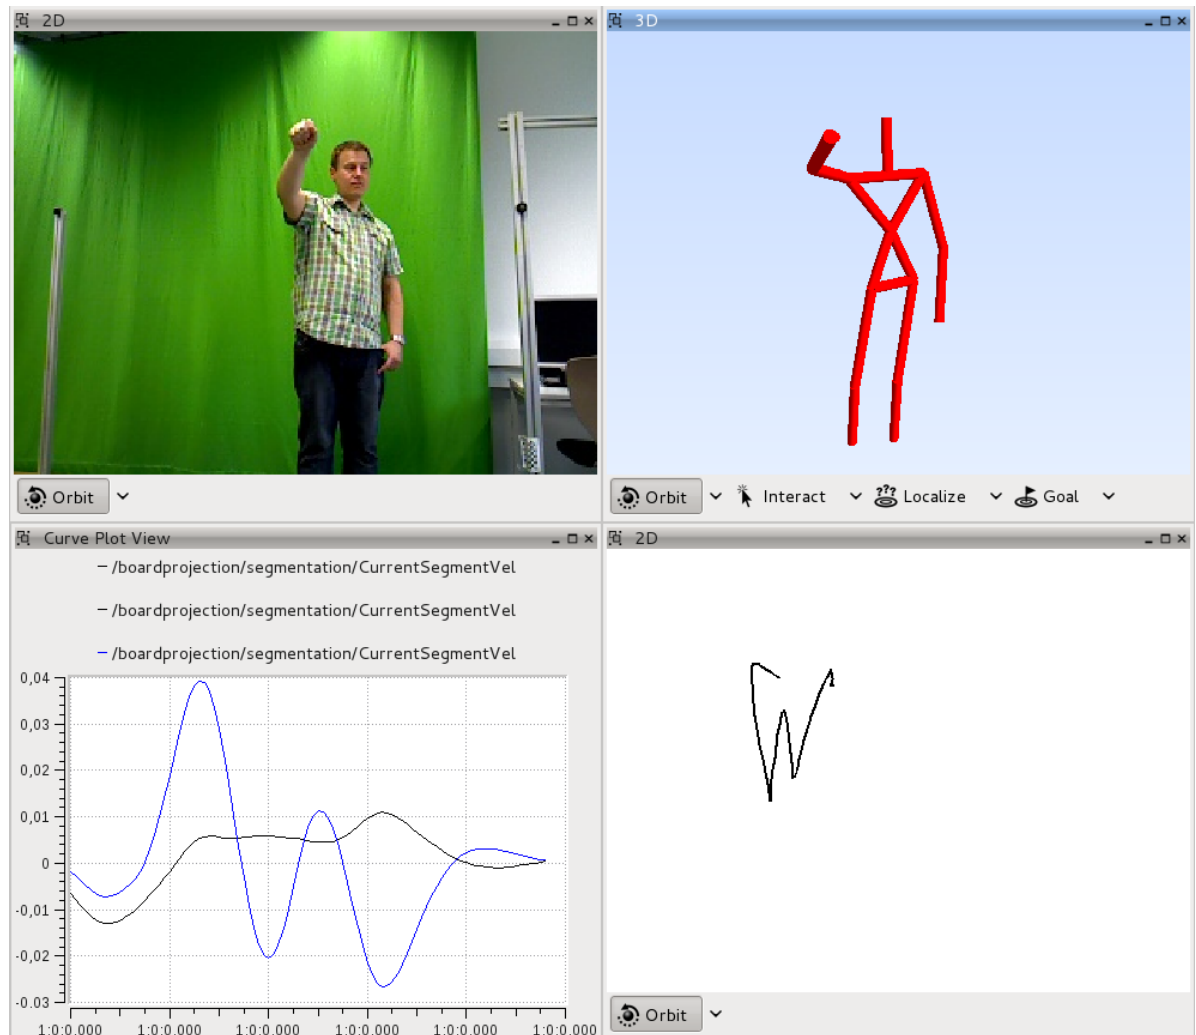 2D
3D
Orbit
Orbit Interact ??? Localize Goal
Curve Plot View
2D
/boardprojection/segmentation/CurrentSegmentVel
/boardprojection/segmentation/CurrentSegmentVel
/boardprojection/segmentation/CurrentSegmentVel
0,04
0,03
0,02
0,01
0
-0,01
-0,02
-0.03
1:0:0.000 1:0:0.000 1:0:0.000 1:0:0.000 1:0:0.000 1:0:0.000
W
Orbit